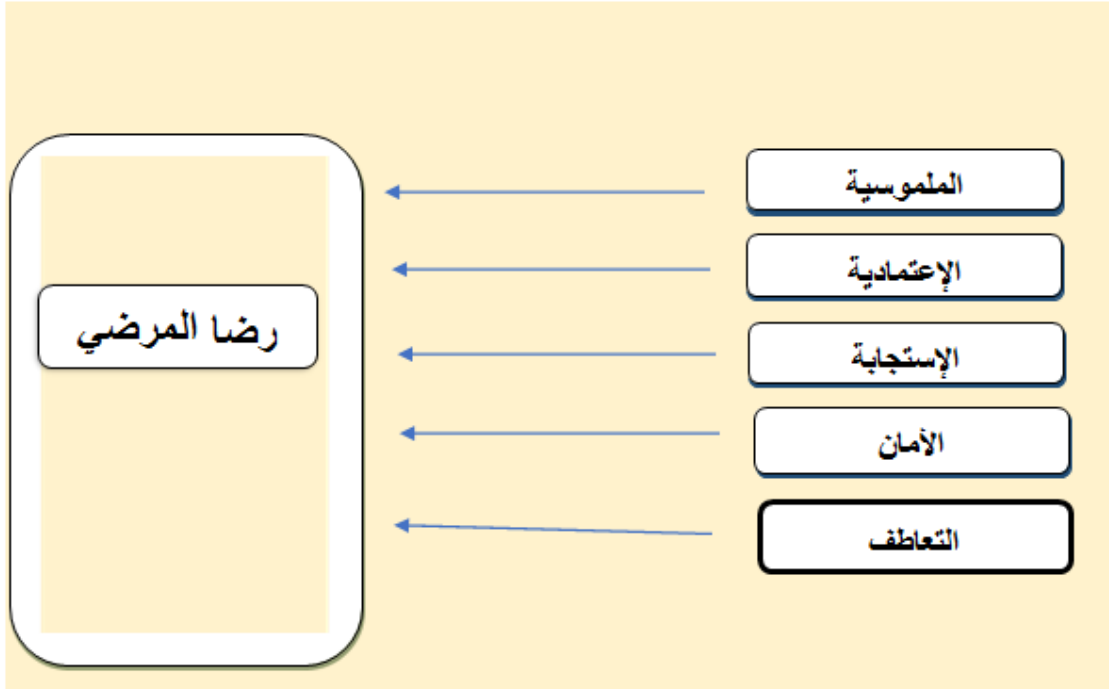 الملموسية
الإعتمادية
رضا المرضي
الإستجابة
الأمان
التعاطف